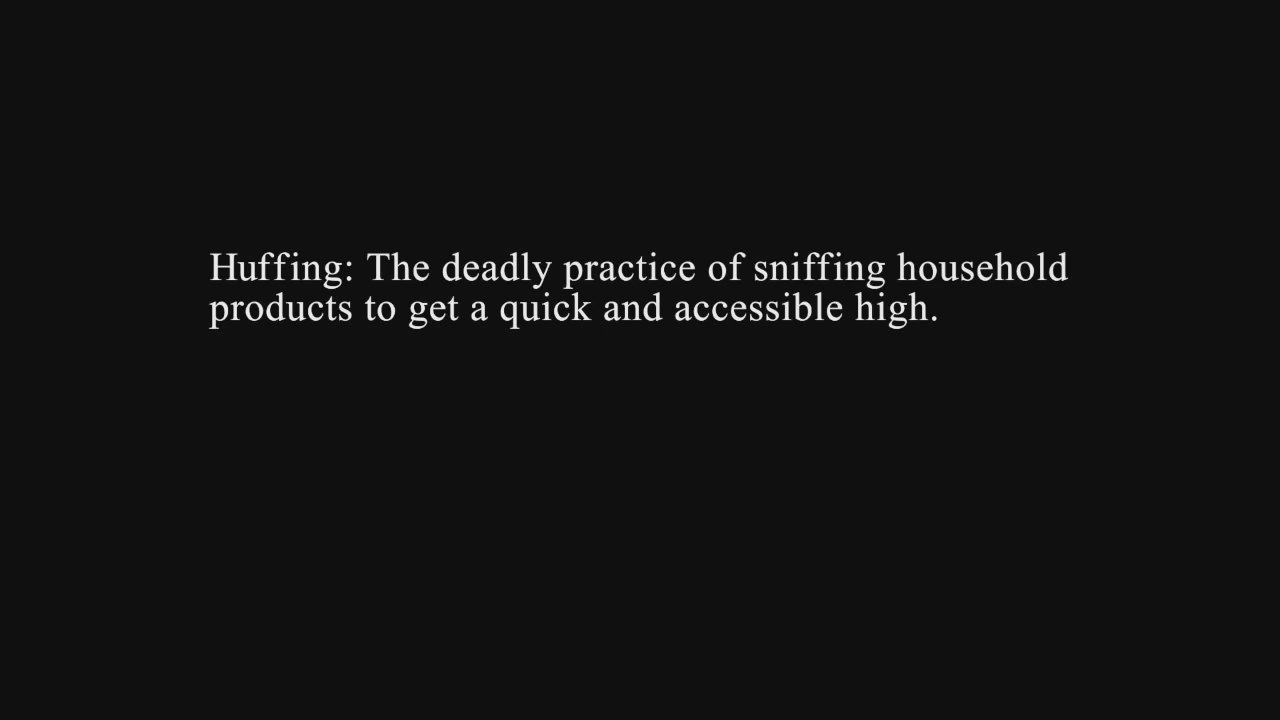 Huffing: The deadly practice of sniffing household
products to get a quick and accessible high.